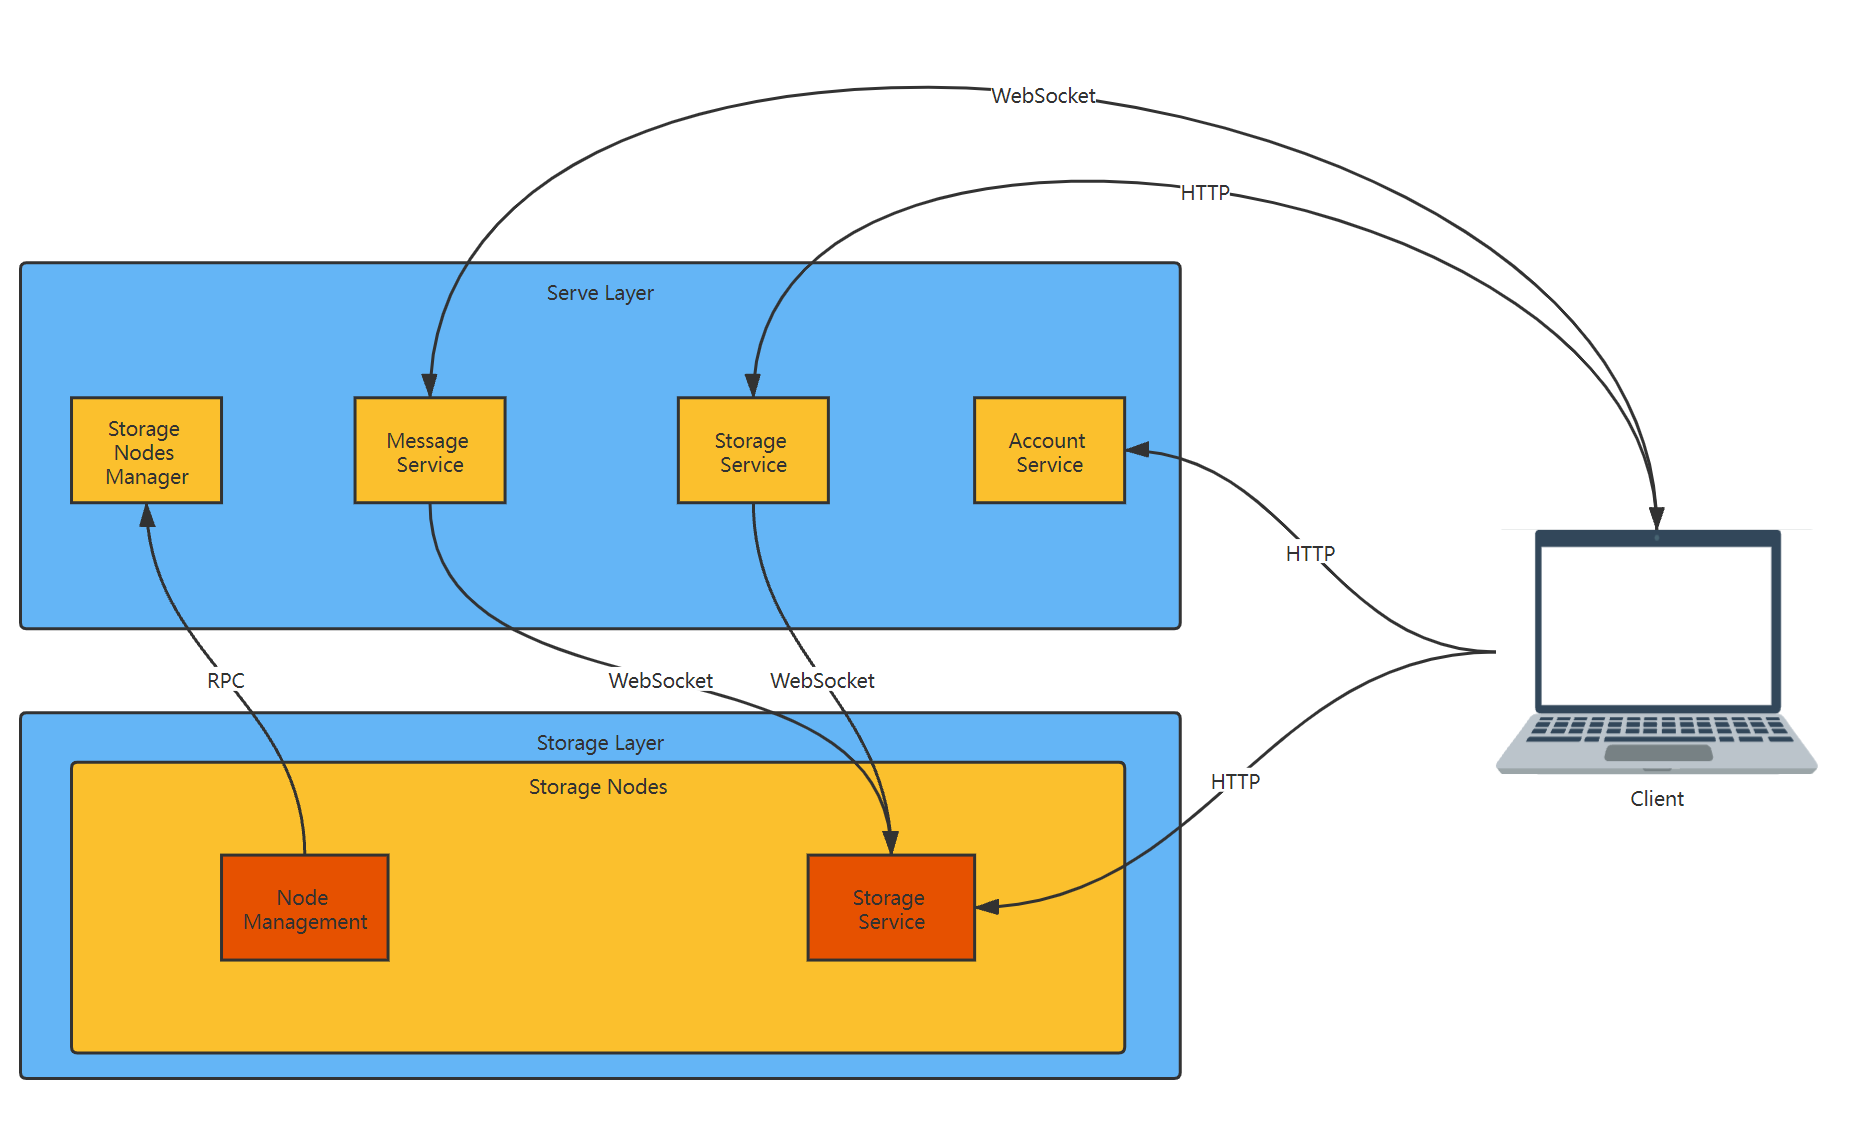 WebSocket
HTTP
Serve Layer
Storage
Nodes
Manager
Message
Service
Storage
Service
Account
Service
HTTP
RPC
WebSocket
WebSocket
Storage Layer
Storage Nodes
HTTP
Client
Node
Management
Storage
Service